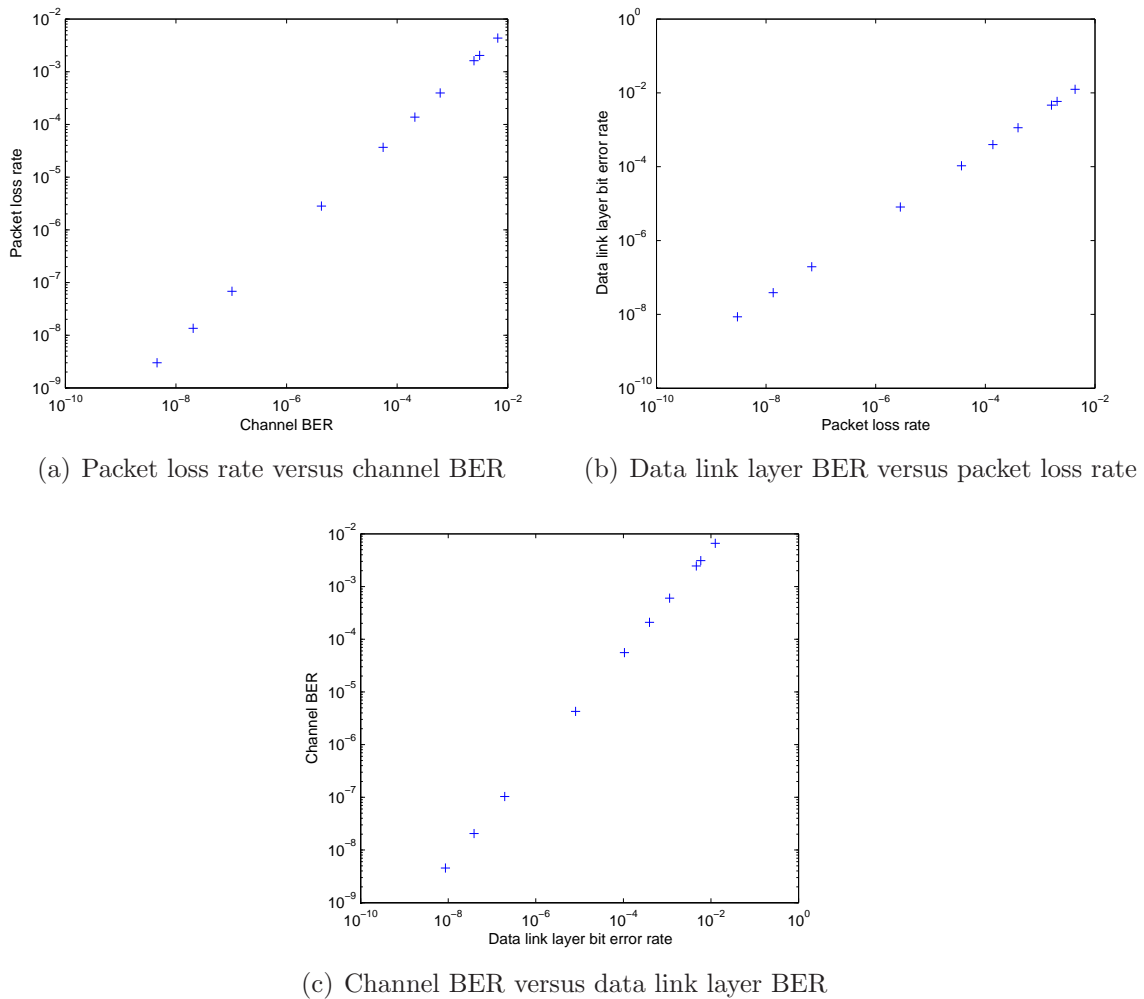 10^-2
10^-3
10^-4
10^-5
10^-6
10^-7
10^-8
10^-9
Packet loss rate
10^-10 10^-8 10^-6 10^-4 10^-2
Channel BER
(a) Packet loss rate versus channel BER
10^0
10^-2
10^-4
10^-6
10^-8
10^-10
Data link layer bit error rate
10^-10 10^-8 10^-6 10^-4 10^-2
Packet loss rate
(b) Data link layer BER versus packet loss rate
10^-2
10^-3
10^-4
10^-5
10^-6
10^-7
10^-8
10^-9
Channel BER
10^-10 10^-8 10^-6 10^-4 10^-2 10^0
Data link layer bit error rate
(c) Channel BER versus data link layer BER